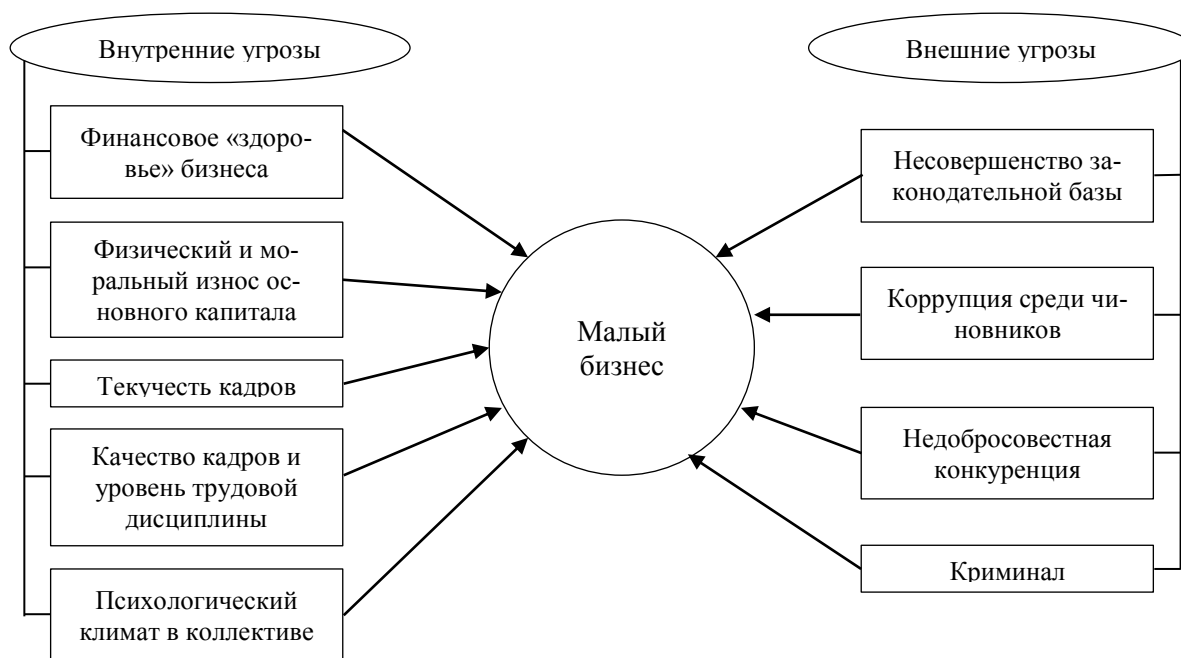 Внутренние угрозы
Финансовое «здоро-
вье» бизнеса
Физический и мо-
ральный износ ос-
новного капитала
Текучесть кадров
Качество кадров и
уровень трудовой
дисциплины
Психологический
климат в коллективе
Малый
бизнес
Внешние угрозы
Несовершенство за-
конодательной базы
Коррупция среди чи-
новников
Недобросовестная
конкуренция
Криминал